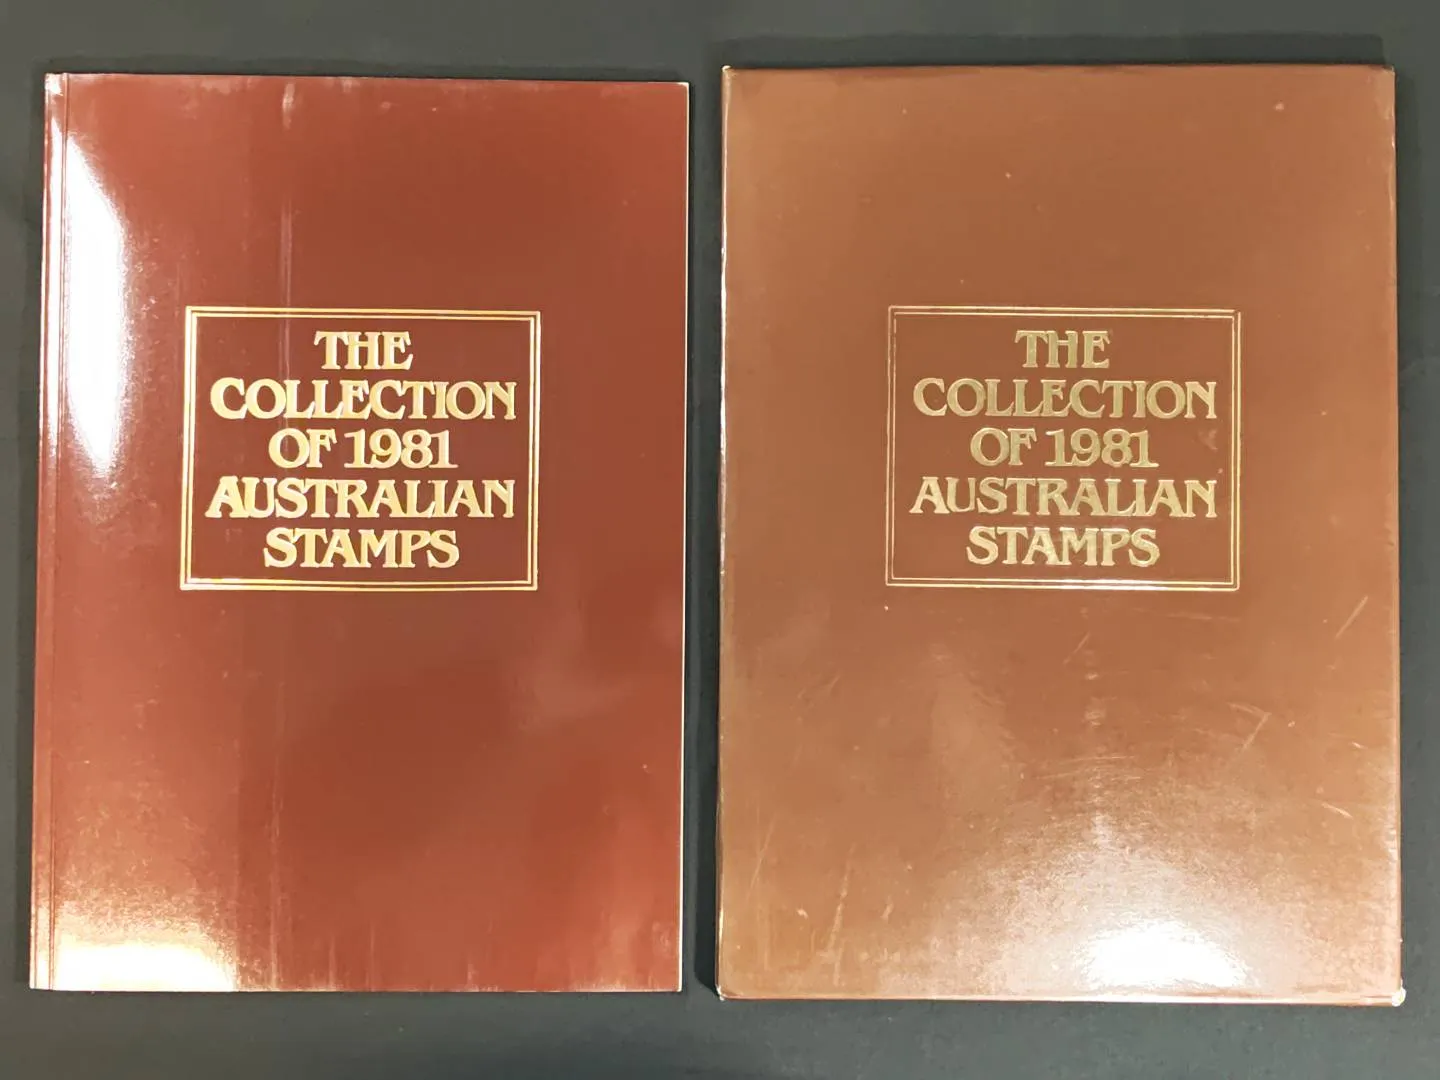 THE
COLLECTION
OF 1981
AUSTRALIAN
STAMPS
THE
COLLECTION
OF 1981
AUSTRALIAN
STAMPS